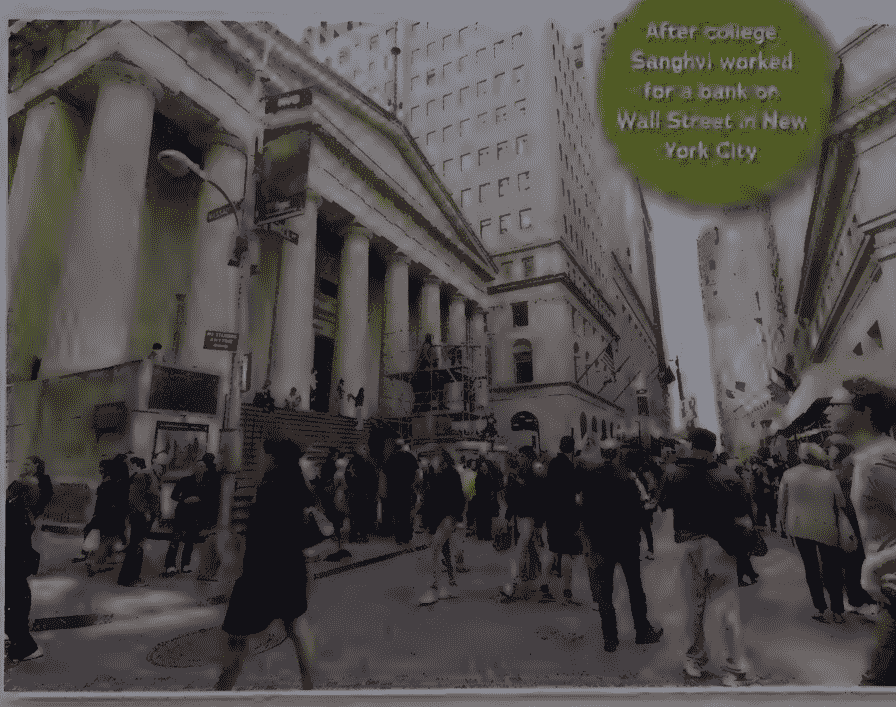 After college
Sanghvi worked
for a bank on
Wall Street in New
York City